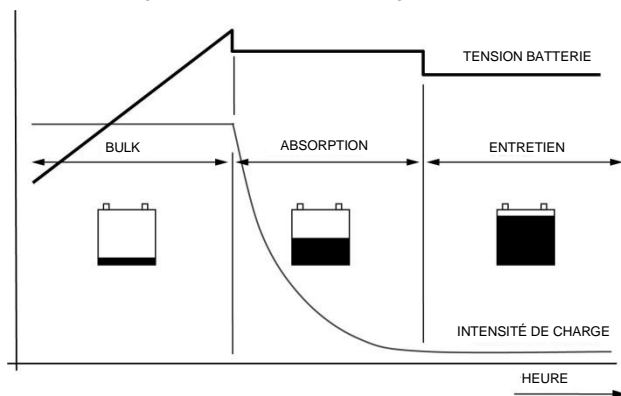 TENSION BATTERIE
BULK
ABSORPTION
ENTRETIEN
INTENSITÉ DE CHARGE
HEURE